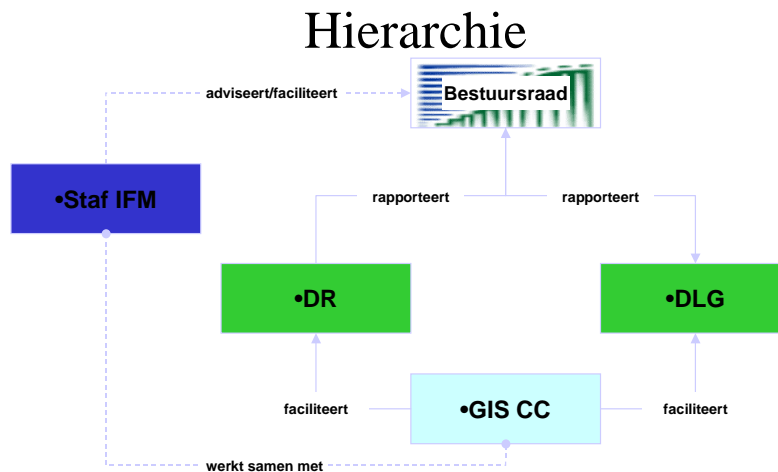 Hierarchie
adviseert/faciliteert
Bestuursraad
•Staf IFM
rapporteert
rapporteert
•DR
•DLG
faciliteert
•GIS CC
faciliteert
werkt samen met